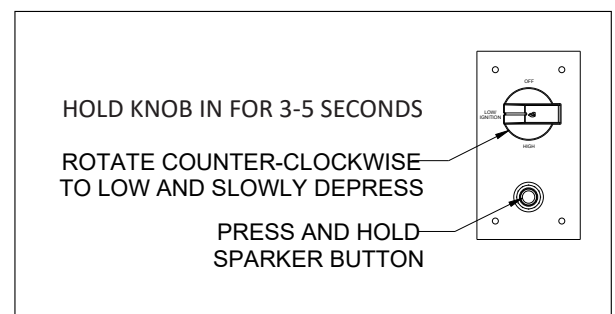 HOLD KNOB IN FOR 3-5 SECONDS
ROTATE COUNTER-CLOCKWISE
TO LOW AND SLOWLY DEPRESS
PRESS AND HOLD
SPARKER BUTTON
OFF
LOW/
IGNITION
HIGH